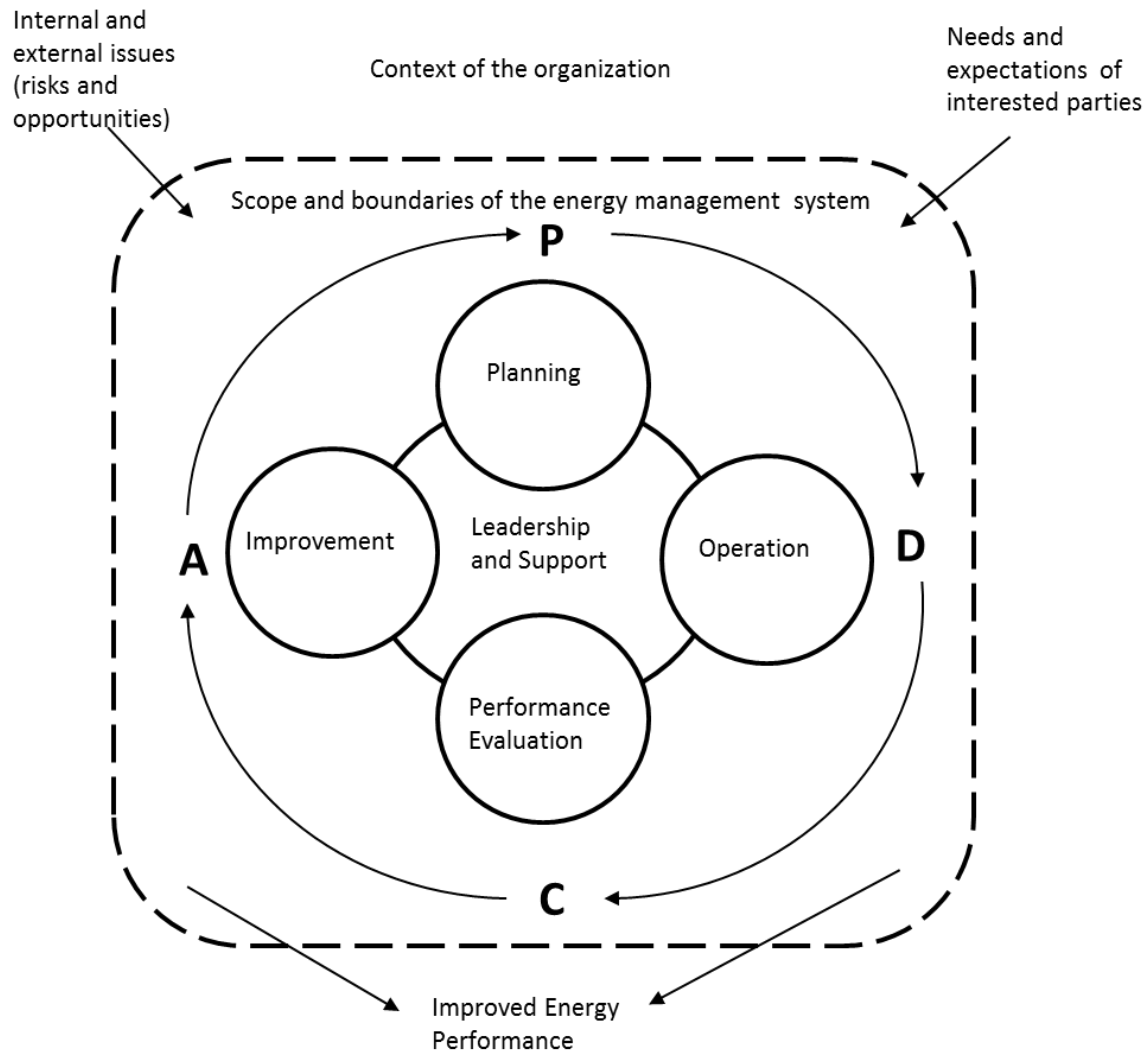 Internal and
external issues
(risks and
opportunities)
Context of the organization
Needs and
expectations of
interested parties
Scope and boundaries of the energy management system
P
Planning
Improvement
Leadership
and Support
Operation
A
D
Performance
Evaluation
C
Improved Energy
Performance